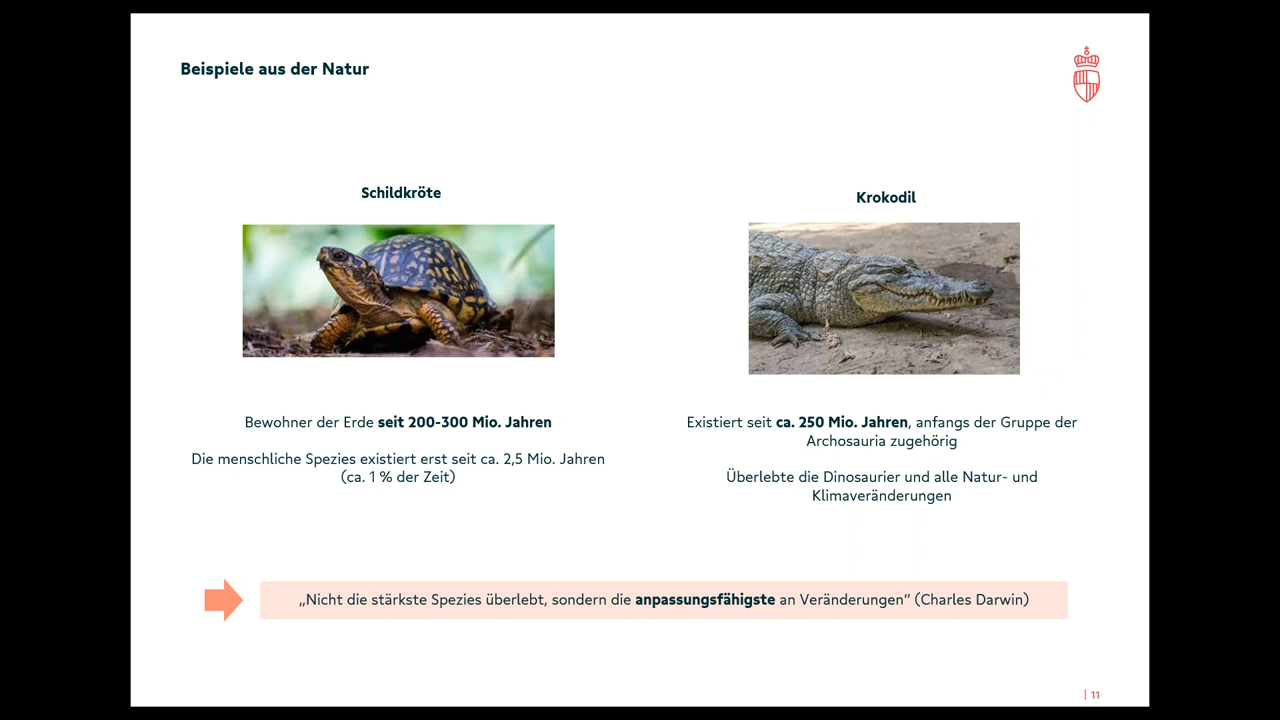 Beispiele aus der Natur
Schildkröte
Bewohner der Erde seit 200-300 Mio. Jahren
Die menschliche Spezies existiert erst seit ca. 2,5 Mio. Jahren
(ca. 1 % der Zeit)
Krokodil
Existiert seit ca. 250 Mio. Jahren, anfangs der Gruppe der
Archosauria zugehörig
Überlebte die Dinosaurier und alle Natur- und
Klimaveränderungen
„Nicht die stärkste Spezies überlebt, sondern die anpassungsfähigste an Veränderungen“ (Charles Darwin)
| 11